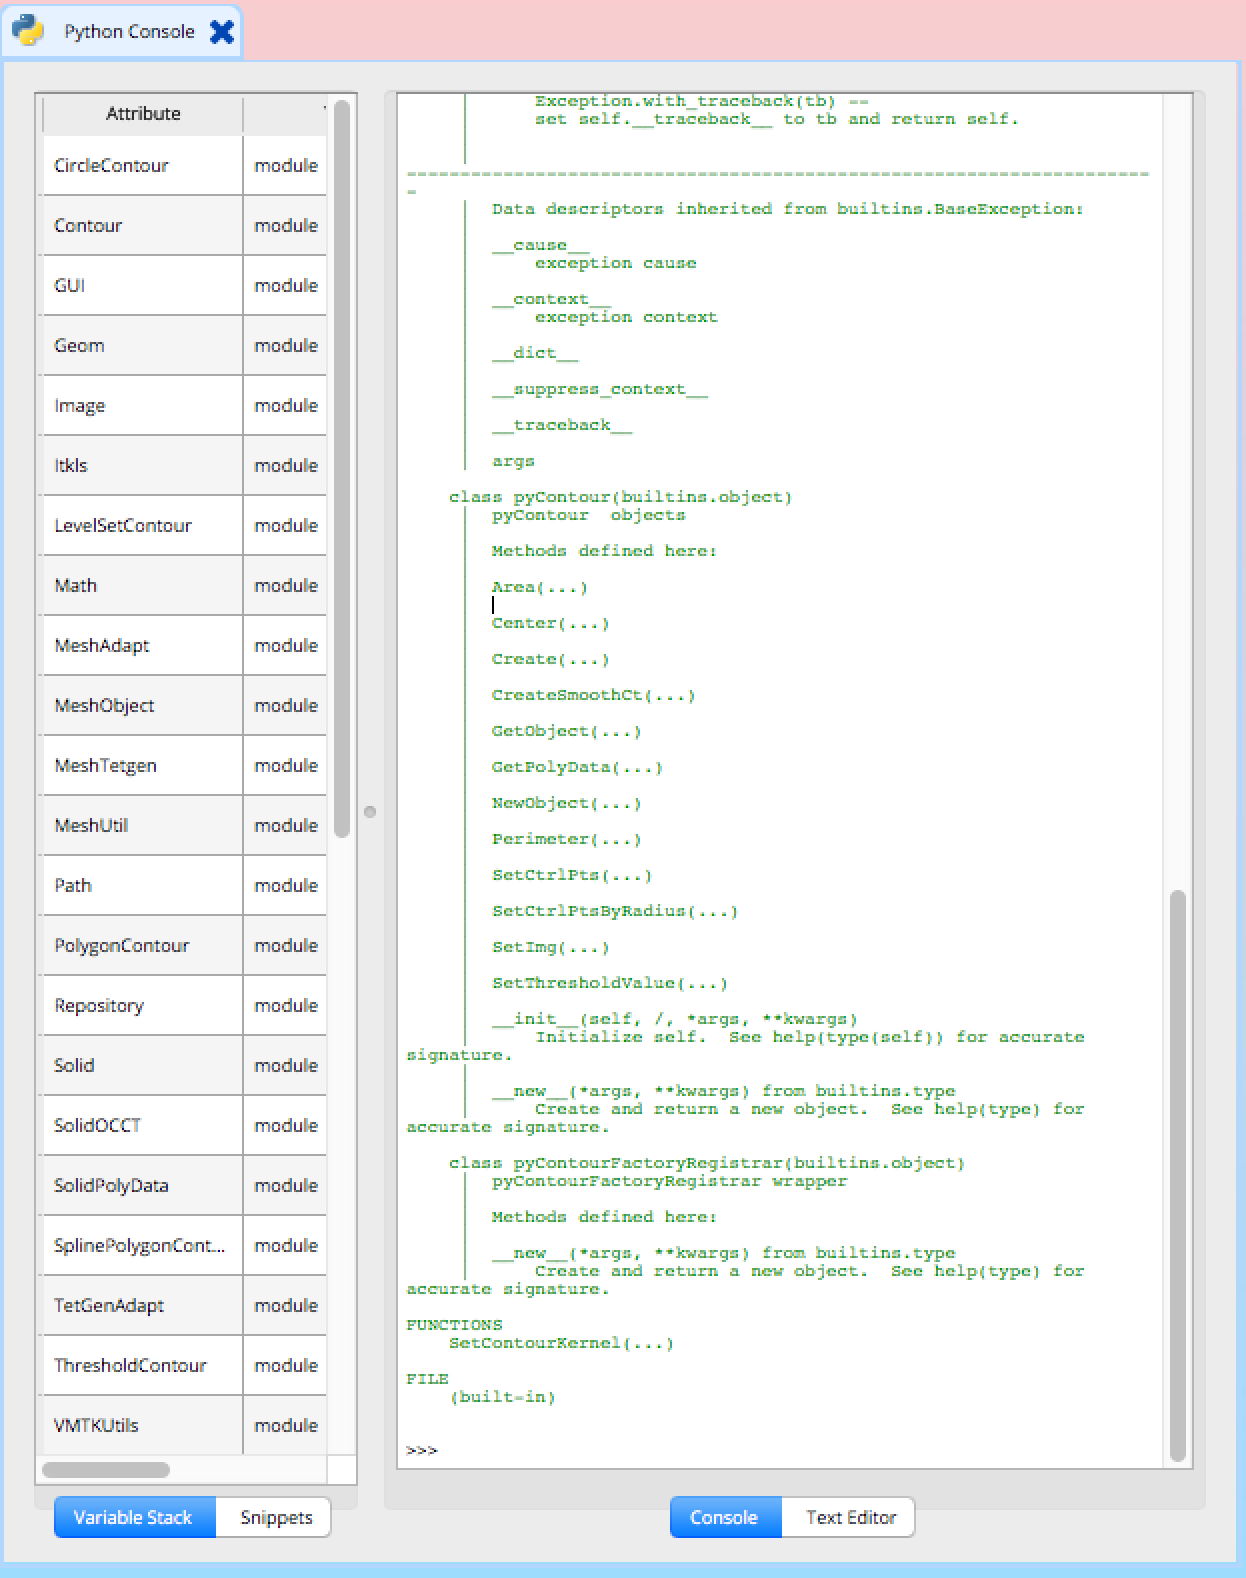 Python Console
Attribute
CircleContour module
Contour module
GUI module
Geom module
Image module
Itkls module
LevelSetContour module
Math module
MeshAdapt module
MeshObject module
MeshTetgen module
MeshUtil module
Path module
PolygonContour module
Repository module
Solid module
SolidOCCT module
SolidPolyData module
SplinePolygonCont... module
TetGenAdapt module
ThresholdContour module
VMTKUtils module
Variable Stack
Snippets
| Exception.with_traceback(tb) --
| set self.__traceback__ to tb and return self.
|
|
---------------------------------------------------------------------
-
| Data descriptors inherited from builtins.BaseException:
|
| __cause__
| exception cause
|
| __context__
| exception context
|
| __dict__
|
| __suppress_context__
|
| __traceback__
|
| args
class pyContour(builtins.object)
| pyContour  objects
|
| Methods defined here:
|
| Area(...)
|
| Center(...)
|
| Create(...)
|
| CreateSmoothCt(...)
|
| GetObject(...)
|
| GetPolyData(...)
|
| NewObject(...)
|
| Perimeter(...)
|
| SetCtrlPts(...)
|
| SetCtrlPtsByRadius(...)
|
| SetImg(...)
|
| SetThresholdValue(...)
|
| __init__(self, /, *args, **kwargs)
| Initialize self.  See help(type(self)) for accurate
signature.
|
| __new__(*args, **kwargs) from builtins.type
| Create and return a new object.  See help(type) for
accurate signature.
class pyContourFactoryRegistrar(builtins.object)
| pyContourFactoryRegistrar wrapper
|
| Methods defined here:
|
| __new__(*args, **kwargs) from builtins.type
| Create and return a new object.  See help(type) for
accurate signature.
FUNCTIONS
SetContourKernel(...)
FILE
(built-in)
>>>
Console
Text Editor